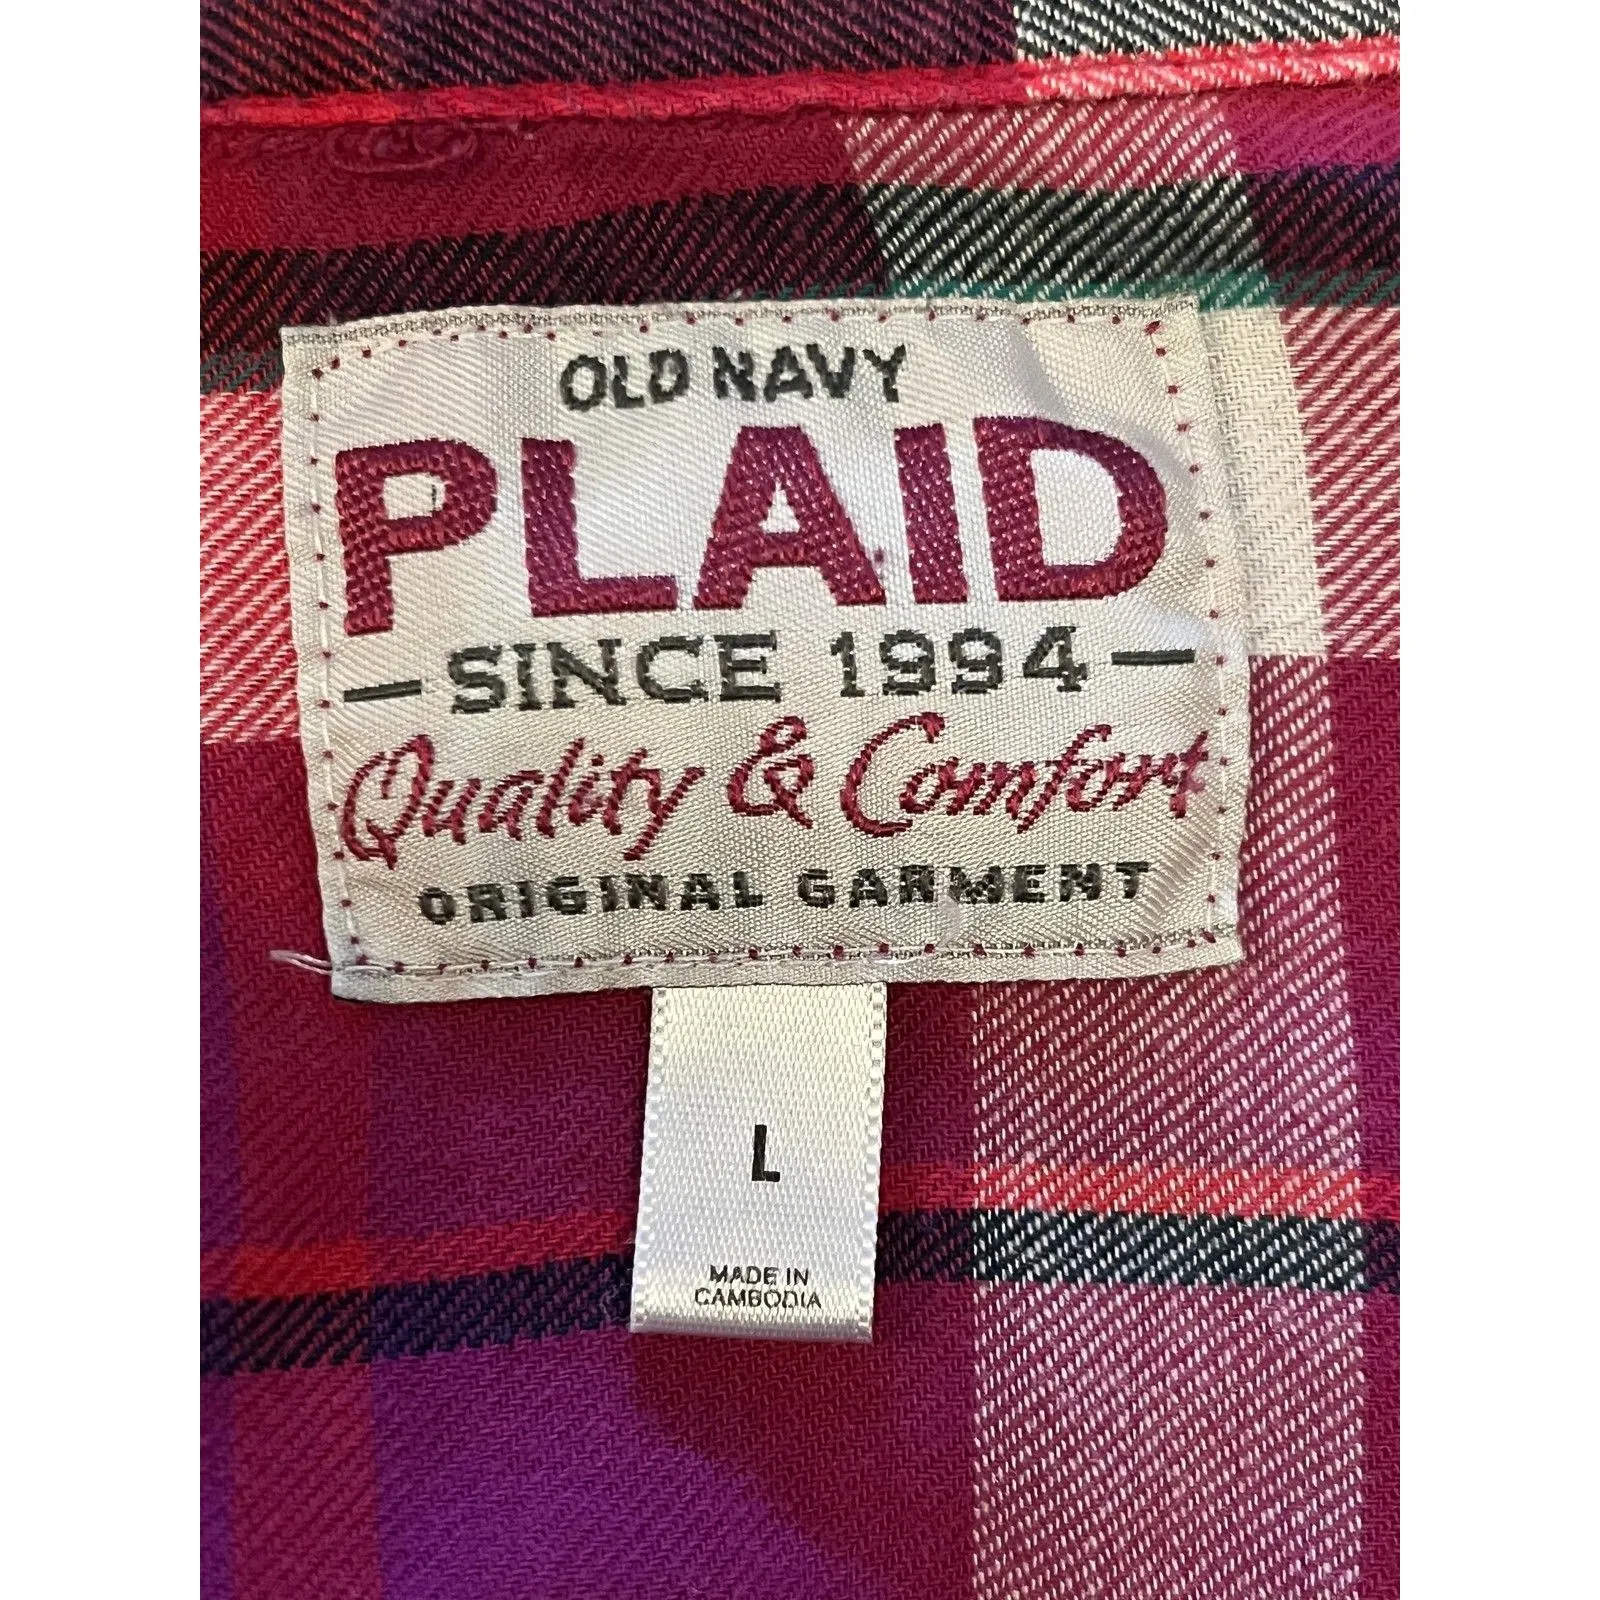 OLD NAVY
PLAID
— SINCE 1994 —
Quality & Comfort
ORIGINAL GARMENT
L
MADE IN
CAMBODIA